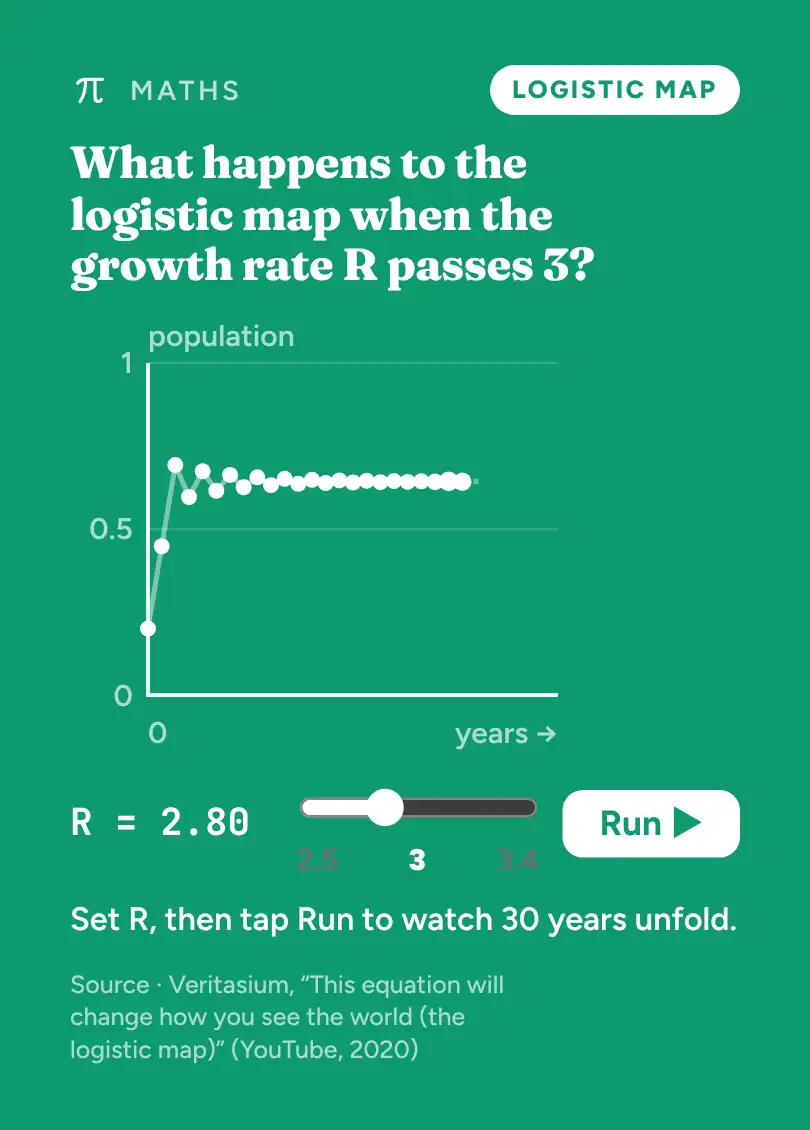 π MATHS
LOGISTIC MAP
What happens to the
logistic map when the
growth rate R passes 3?
population
1
0.5
0
0
years →
R = 2.80
2.5 3 3.4
Run ▶
Set R, then tap Run to watch 30 years unfold.
Source · Veritasium, “This equation will
change how you see the world (the
logistic map)” (YouTube, 2020)